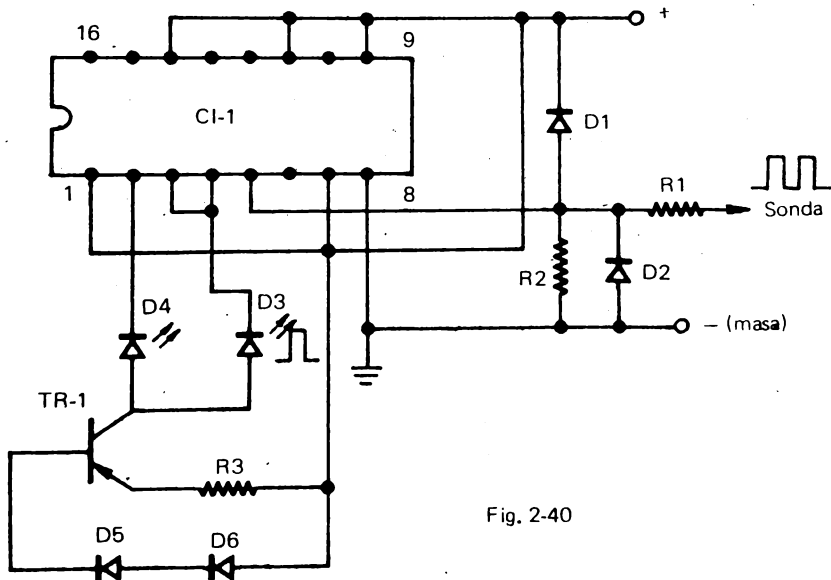 +
16
9
CI-1
D1
1
8
R1
Sonda
R2
D2
D4
D3
− (masa)
TR-1
R3
Fig. 2-40
D5
D6